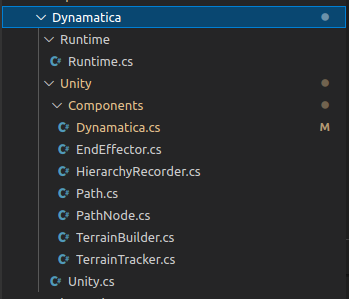 Dynamatica
Runtime
C# Runtime.cs
Unity
Components
C# Dynamatica.cs M
C# EndEffector.cs
C# HierarchyRecorder.cs
C# Path.cs
C# PathNode.cs
C# TerrainBuilder.cs
C# TerrainTracker.cs
C# Unity.cs